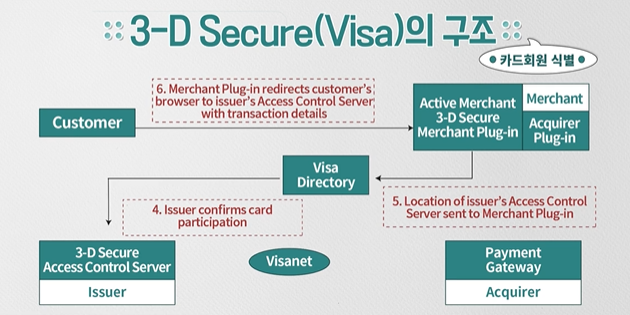 3-D Secure(Visa)의 구조
카드회원 식별
6. Merchant Plug-in redirects customer's
browser to issuer's Access Control Server
with transaction details
Customer
Active Merchant
3-D Secure
Merchant Plug-in
Merchant
Acquirer
Plug-in
Visa
Directory
5. Location of issuer's Access Control
Server sent to Merchant Plug-in
4. Issuer confirms card
participation
3-D Secure
Access Control Server
Issuer
Visanet
Payment
Gateway
Acquirer